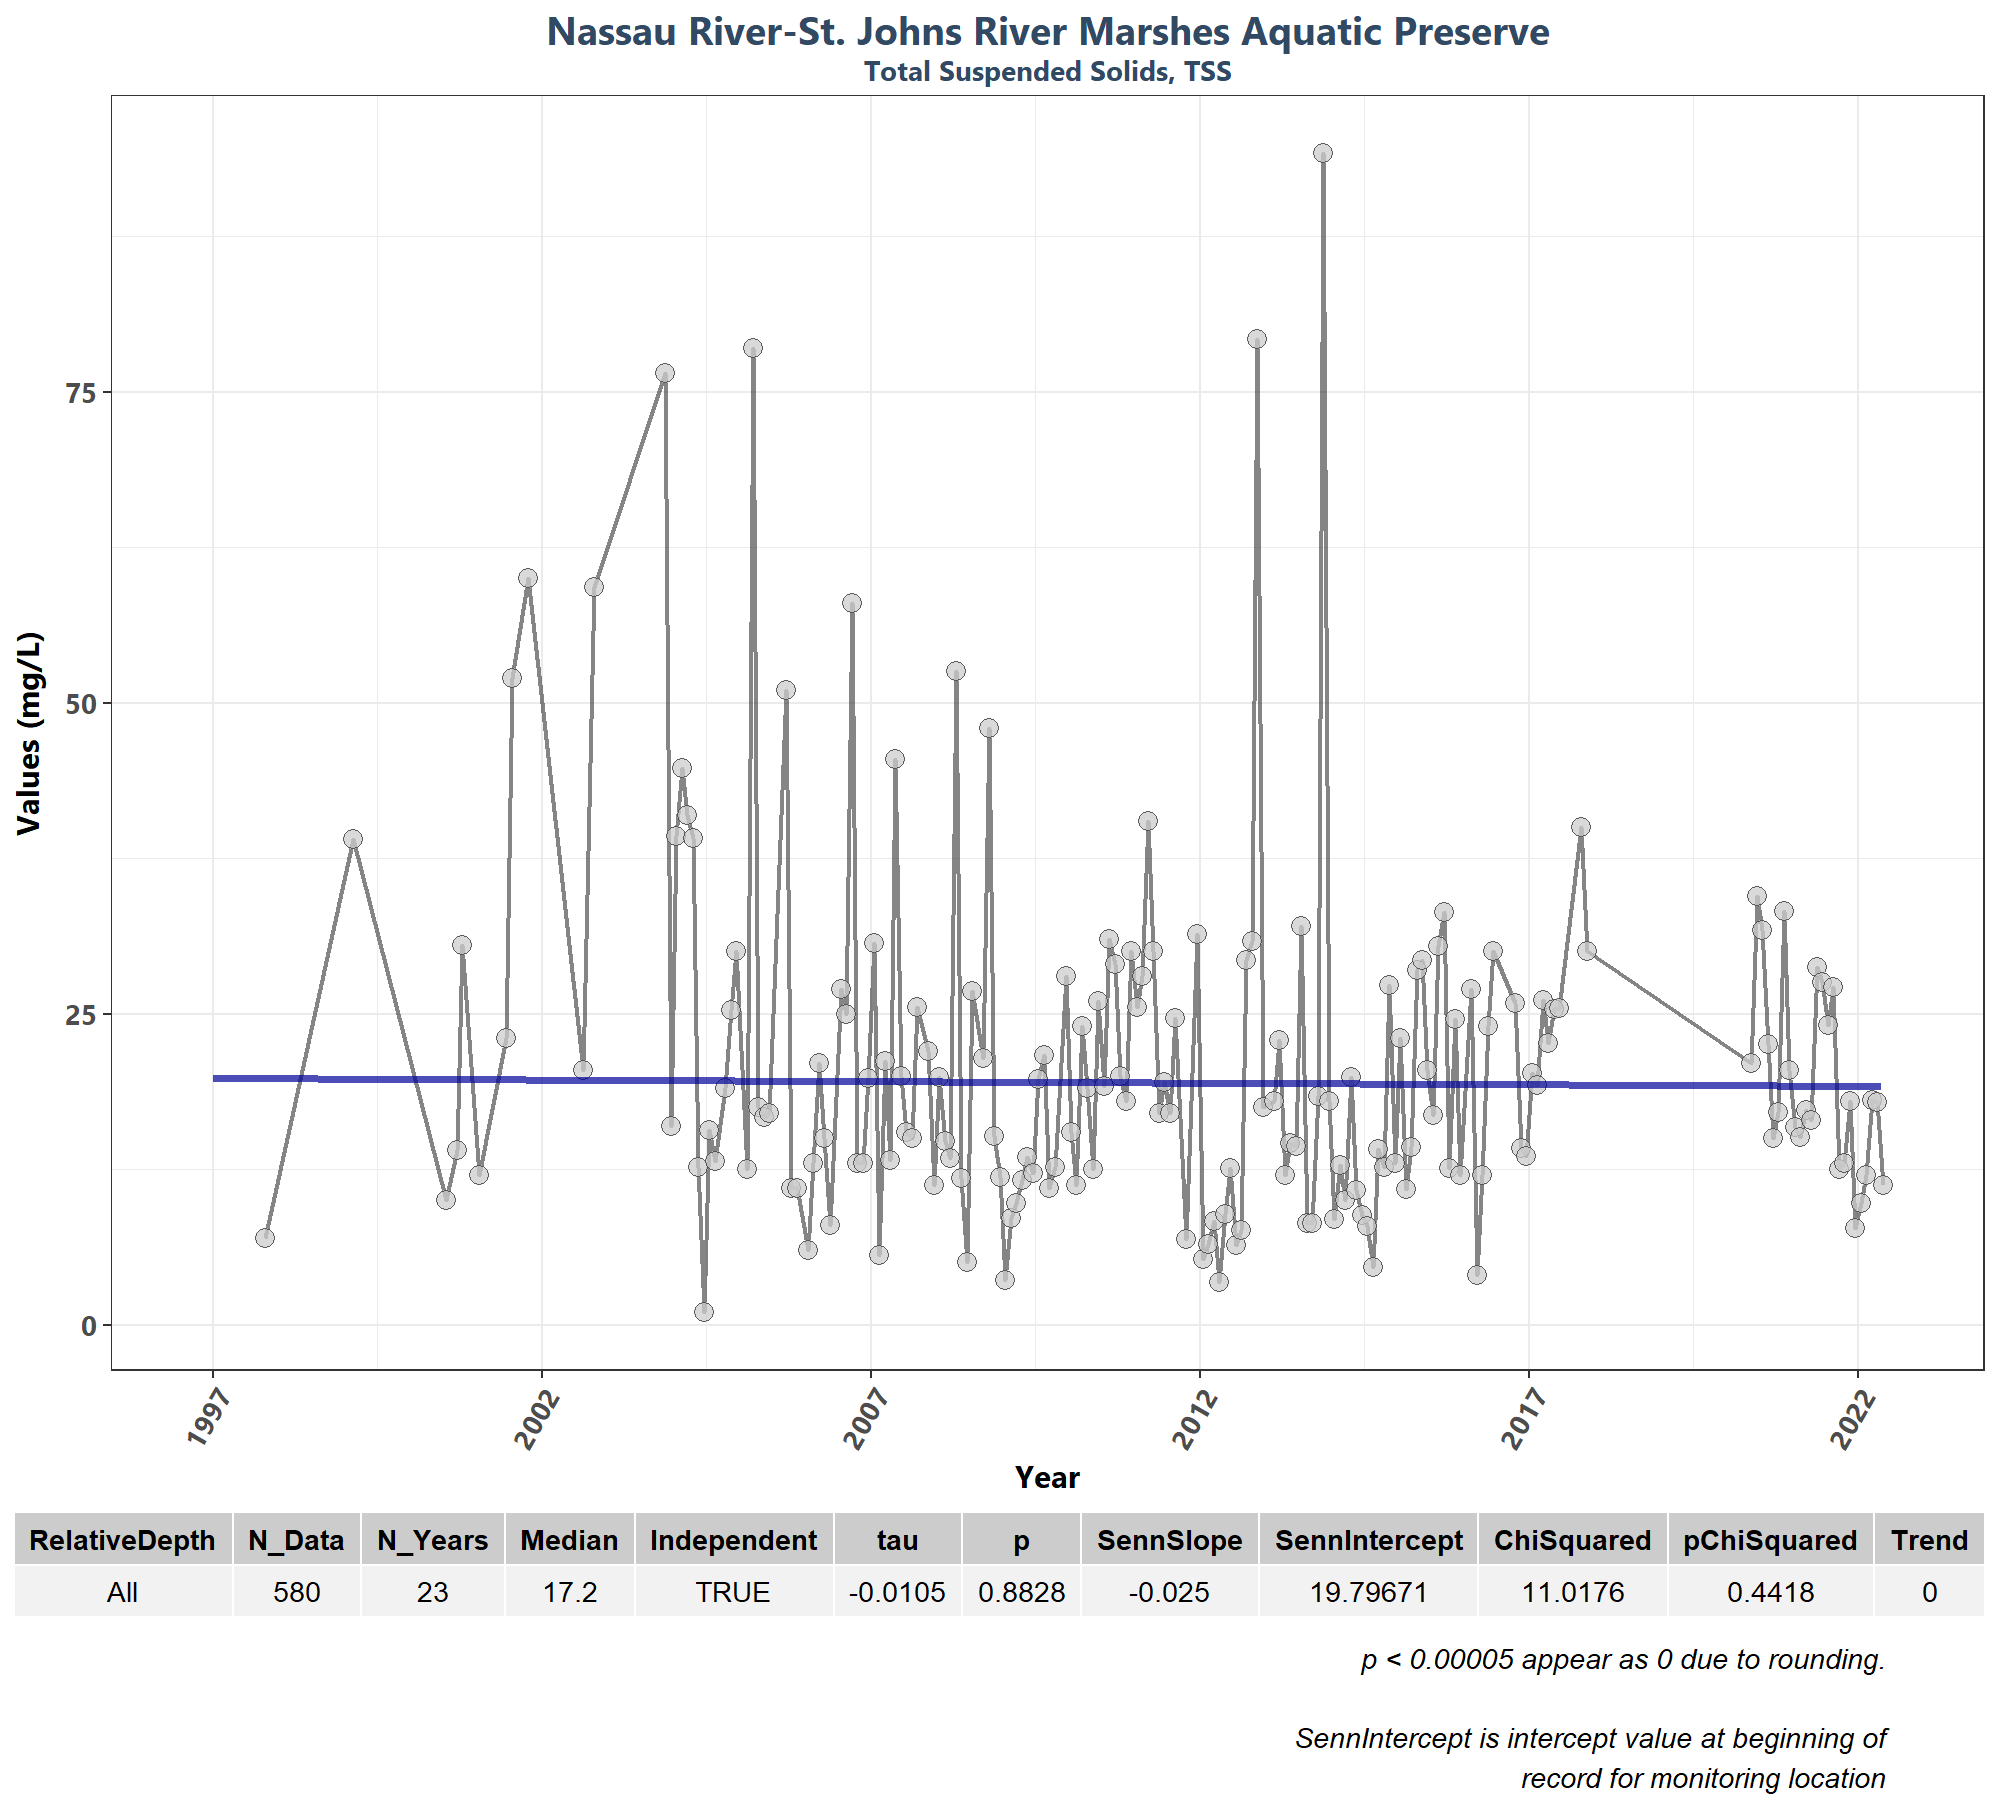 Nassau River-St. Johns River Marshes Aquatic Preserve
Total Suspended Solids, TSS
Values (mg/L)
75
50
25
0
1997 2002 2007 2012 2017 2022
Year
RelativeDepth N_Data N_Years Median Independent tau p SennSlope SennIntercept ChiSquared pChiSquared Trend
All 580 23 17.2 TRUE -0.0105 0.8828 -0.025 19.79671 11.0176 0.4418 0
p < 0.00005 appear as 0 due to rounding.
SennIntercept is intercept value at beginning of
record for monitoring location